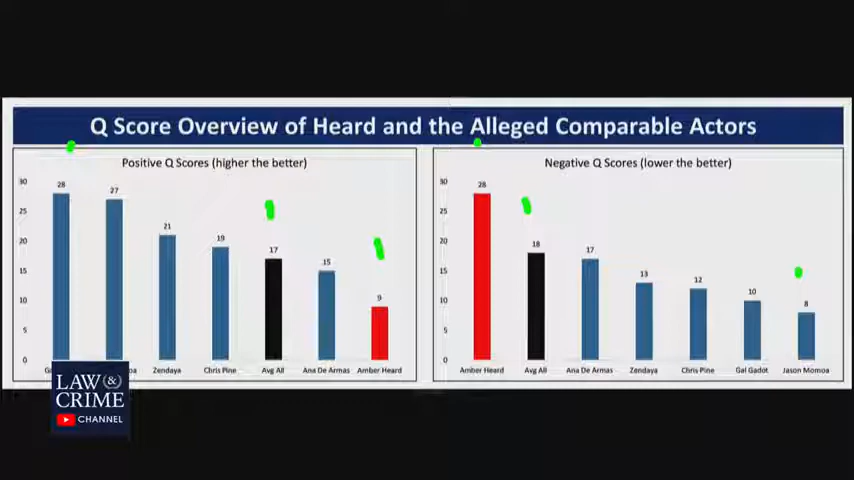 Q Score Overview of Heard and the Alleged Comparable Actors
Positive Q Scores (higher the better)
30
25
20
15
10
5
0
28
27
21
19
17
15
9
Zendaya
Chris Pine
Avg All
Ana De Armas
Amber Heard
Negative Q Scores (lower the better)
30
25
20
15
10
5
0
28
18
17
13
12
10
8
Amber Heard
Avg All
Ana De Armas
Zendaya
Chris Pine
Gal Gadot
Jason Momoa
LAW &
CRIME
CHANNEL